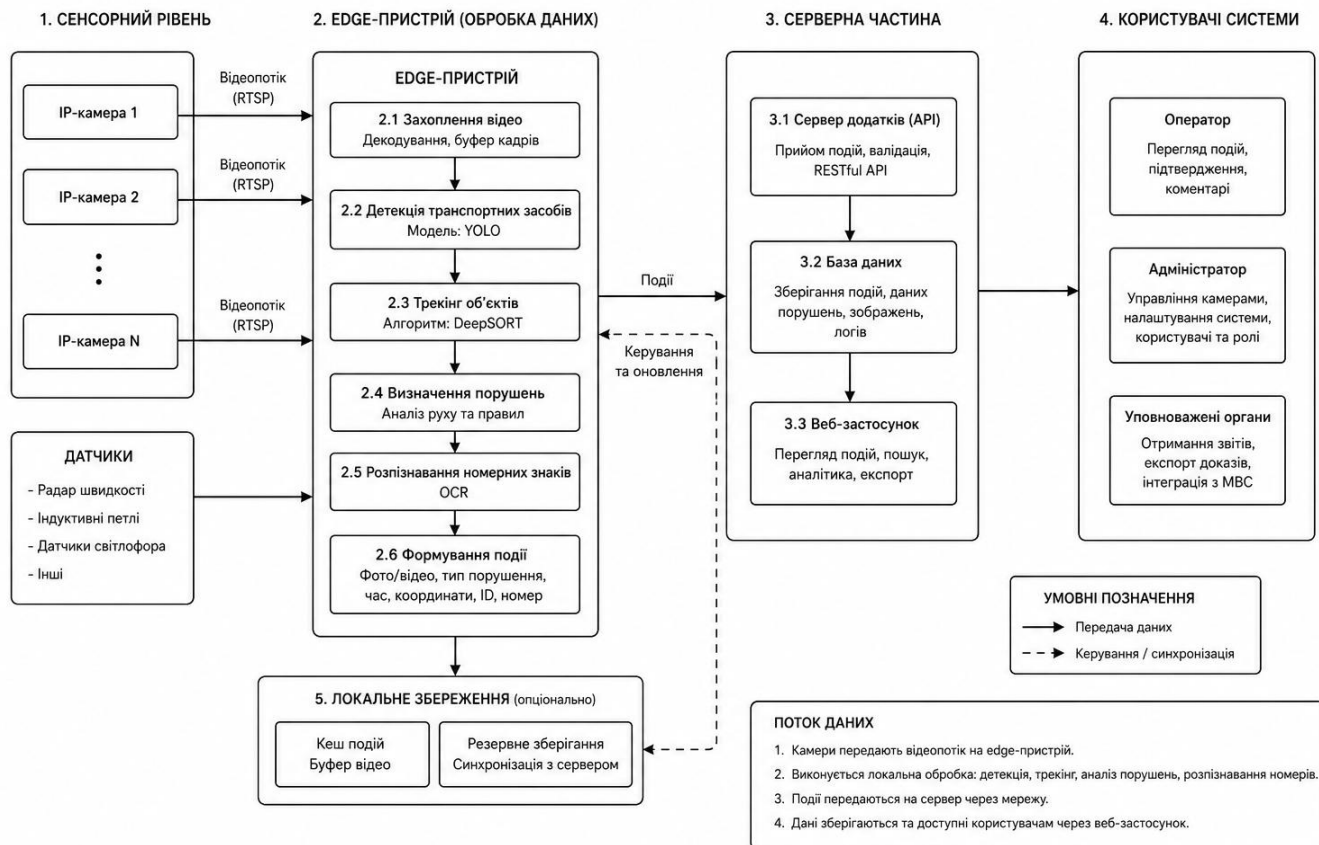 1. СЕНСОРНИЙ РІВЕНЬ
IP-камера 1
IP-камера 2
IP-камера N
Відеопотік
(RTSP)
Відеопотік
(RTSP)
Відеопотік
(RTSP)
ДАТЧИКИ
- Радар швидкості
- Індуктивні петлі
- Датчики світлофора
- Інші
2. EDGE-ПРИСТРІЙ (ОБРОБКА ДАНИХ)
EDGE-ПРИСТРІЙ
2.1 Захоплення відео
Декодування, буфер кадрів
2.2 Детекція транспортних засобів
Модель: YOLO
2.3 Трекінг об'єктів
Алгоритм: DeepSORT
2.4 Визначення порушень
Аналіз руху та правил
2.5 Розпізнавання номерних знаків
OCR
2.6 Формування події
Фото/відео, тип порушення,
час, координати, ID, номер
5. ЛОКАЛЬНЕ ЗБЕРЕЖЕННЯ (опціонально)
Кеш подій
Буфер відео
Резервне зберігання
Синхронізація з сервером
Події
Керування
та оновлення
3. СЕРВЕРНА ЧАСТИНА
3.1 Сервер додатків (API)
Прийом подій, валідація,
RESTful API
3.2 База даних
Зберігання подій, даних
порушень, зображень,
логів
3.3 Веб-застосунок
Перегляд подій, пошук,
аналітика, експорт
4. КОРИСТУВАЧІ СИСТЕМИ
Оператор
Перегляд подій,
підтвердження,
коментарі
Адміністратор
Управління камерами,
налаштування системи,
користувачі та ролі
Уповноважені органи
Отримання звітів,
експорт доказів,
інтеграція з МВС
УМОВНІ ПОЗНАЧЕННЯ
Передача даних
Керування / синхронізація
ПОТОК ДАНИХ
1. Камери передають відеопотік на edge-пристрій.
2. Виконується локальна обробка: детекція, трекінг, аналіз порушень, розпізнавання номерів.
3. Події передаються на сервер через мережу.
4. Дані зберігаються та доступні користувачам через веб-застосунок.